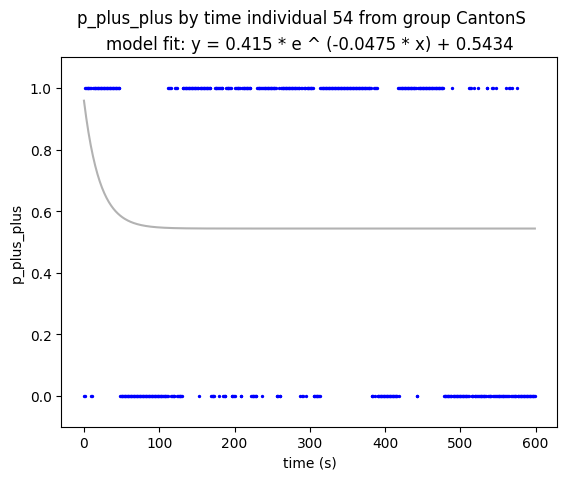 p_plus_plus by time individual 54 from group CantonS
model fit: y = 0.415 * e ^ (-0.0475 * x) + 0.5434
1.0
0.8
0.6
0.4
0.2
0.0
p_plus_plus
0 100 200 300 400 500 600
time (s)